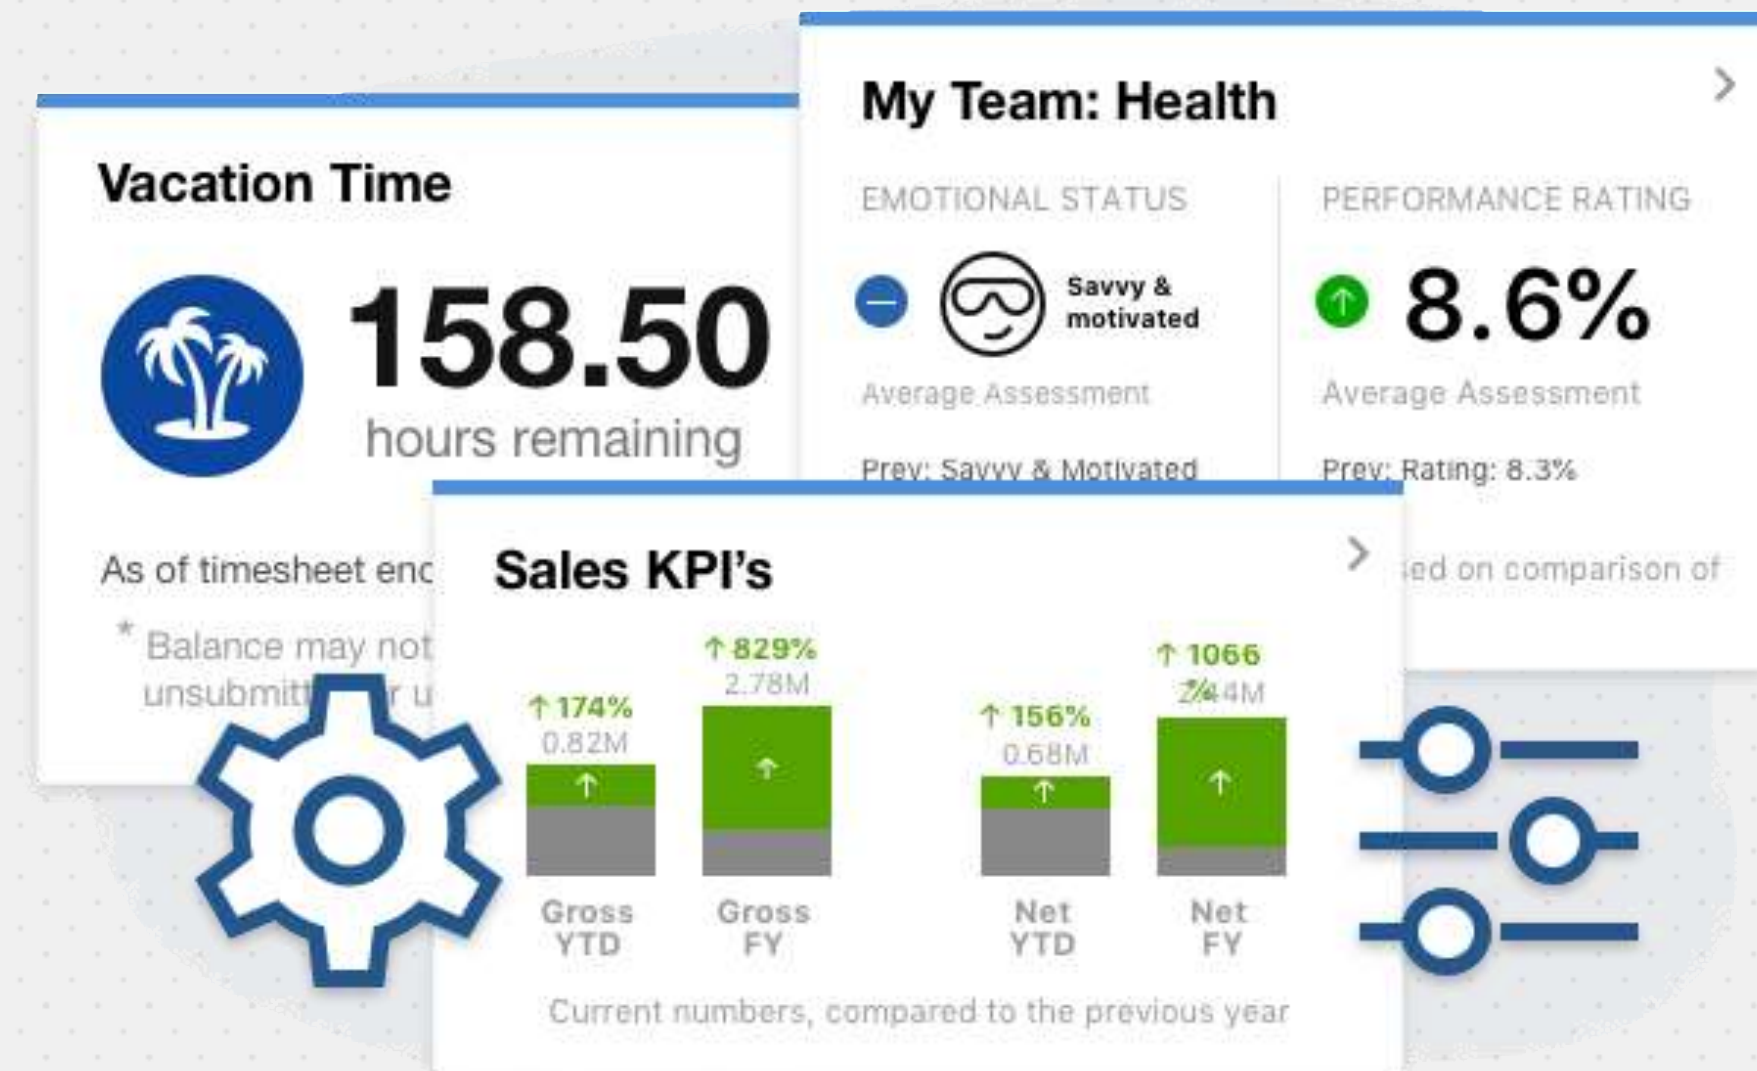 Vacation Time
158.50
hours remaining
As of timesheet
* Balance may not
My Team: Health
EMOTIONAL STATUS
Savvy &
motivated
Average Assessment
Prev: Savvy & Motivated
PERFORMANCE RATING
8.6%
Average Assessment
Prev: Rating: 8.3%
on comparison of
Sales KPI’s
↑ 174%
0.82M
↑ 829%
2.78M
↑ 156%
0.68M
↑ 1066
%
Gross
YTD
Gross
FY
Net
YTD
Net
FY
Current numbers, compared to the previous year